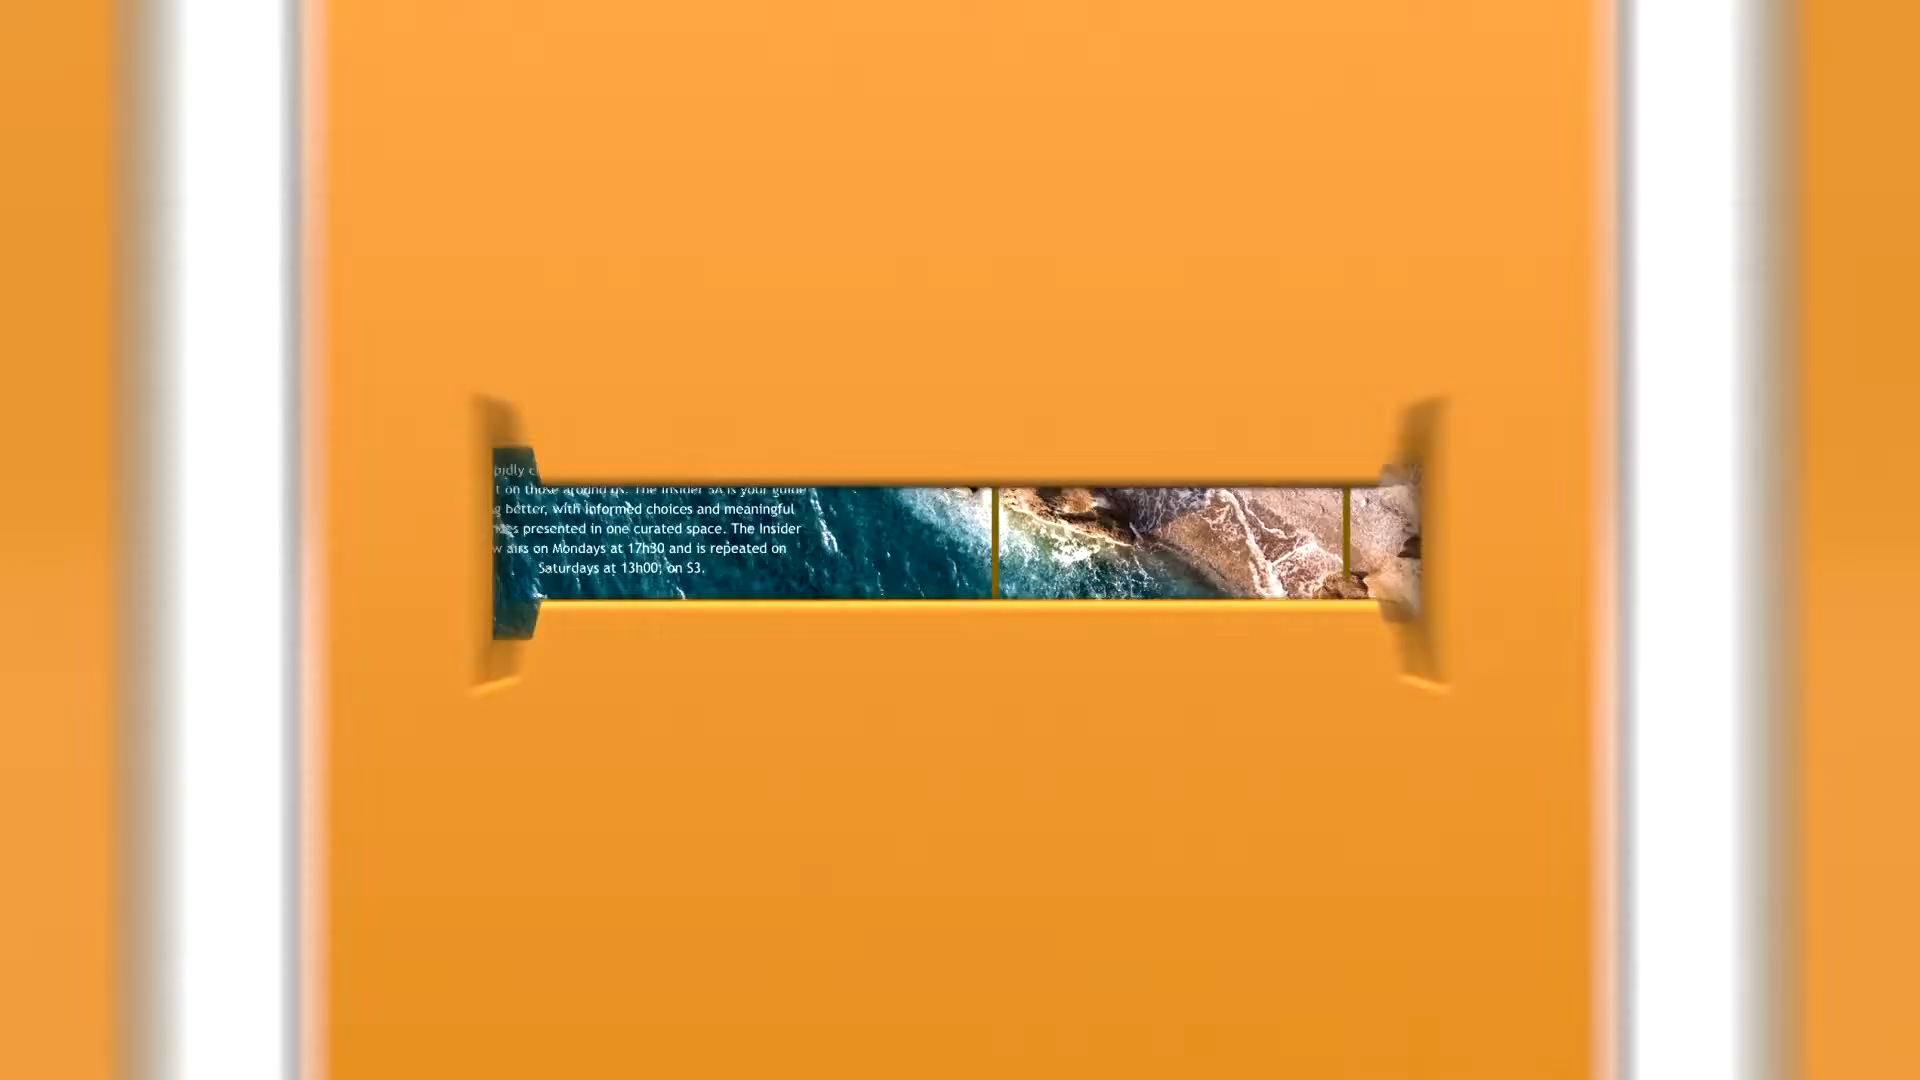 t on those around us. The Insider SA is your guide
better, with informed choices and meaningful
presented in one curated space. The Insider
airs on Mondays at 17h30 and is repeated on
Saturdays at 13h00, on S3.